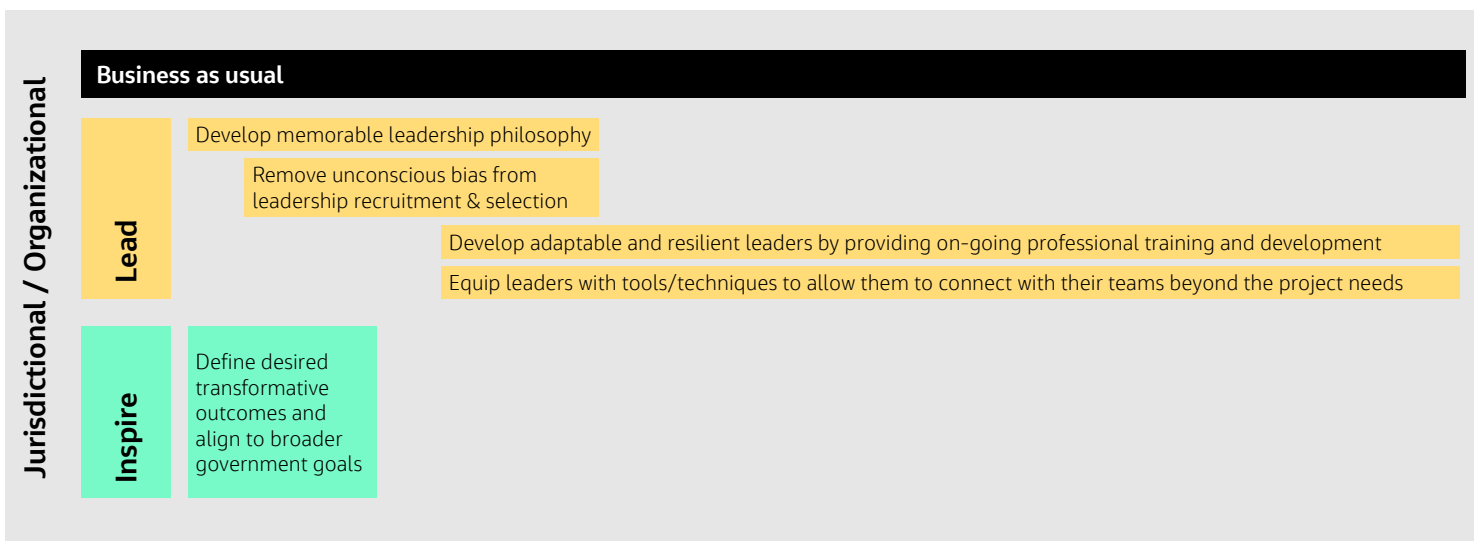 Jurisdictional / Organizational
Business as usual
Lead
Develop memorable leadership philosophy
Remove unconscious bias from
leadership recruitment & selection
Develop adaptable and resilient leaders by providing on-going professional training and development
Equip leaders with tools/techniques to allow them to connect with their teams beyond the project needs
Inspire
Define desired
transformative
outcomes and
align to broader
government goals